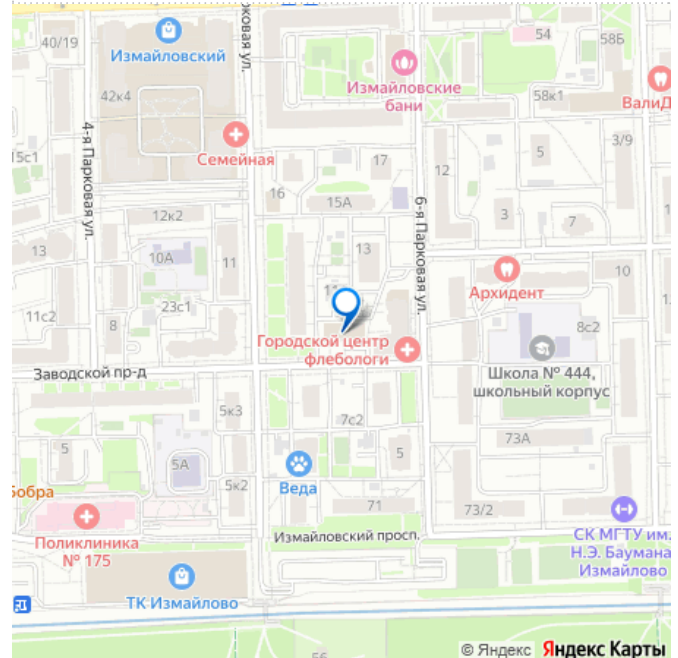 40/19
Измайловский
ковая ул.
54
58Б
Измайловские
бани
42к4
58к1
ВалиД
4-я Парковая ул.
15с1
Семейная
17
12
5
3/9
16
15А
3
7
12к2
6-я Парковая ул.
13
10А
11
13
10
Архидент
23с1
11с2
8
8с2
Городской центр
флебологи
Заводской пр-д
Школа № 444,
школьный корпус
5к3
7с2
73А
5
5А
5
Бобра
5к2
Веда
71
73/2
Поликлиника
№ 175
Измайловский просп.
СК МГТУ им.
Н.Э. Баумана
Измайлово
ТК Измайлово
56
© Яндекс Яндекс Карты